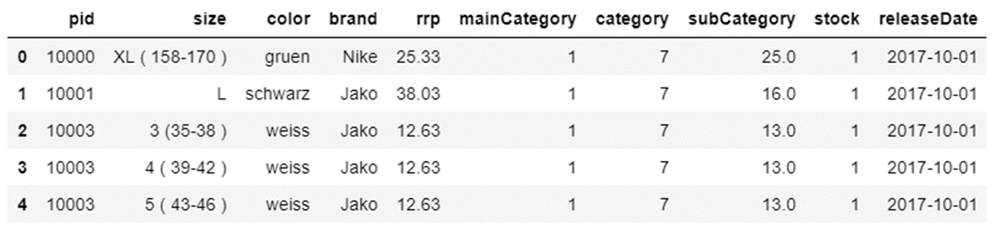 pid size color brand rrp mainCategory category subCategory stock releaseDate
0 10000 XL ( 158-170 ) gruen Nike 25.33 1 7 25.0 1 2017-10-01
1 10001 L schwarz Jako 38.03 1 7 16.0 1 2017-10-01
2 10003 3 (35-38 ) weiss Jako 12.63 1 7 13.0 1 2017-10-01
3 10003 4 ( 39-42 ) weiss Jako 12.63 1 7 13.0 1 2017-10-01
4 10003 5 ( 43-46 ) weiss Jako 12.63 1 7 13.0 1 2017-10-01